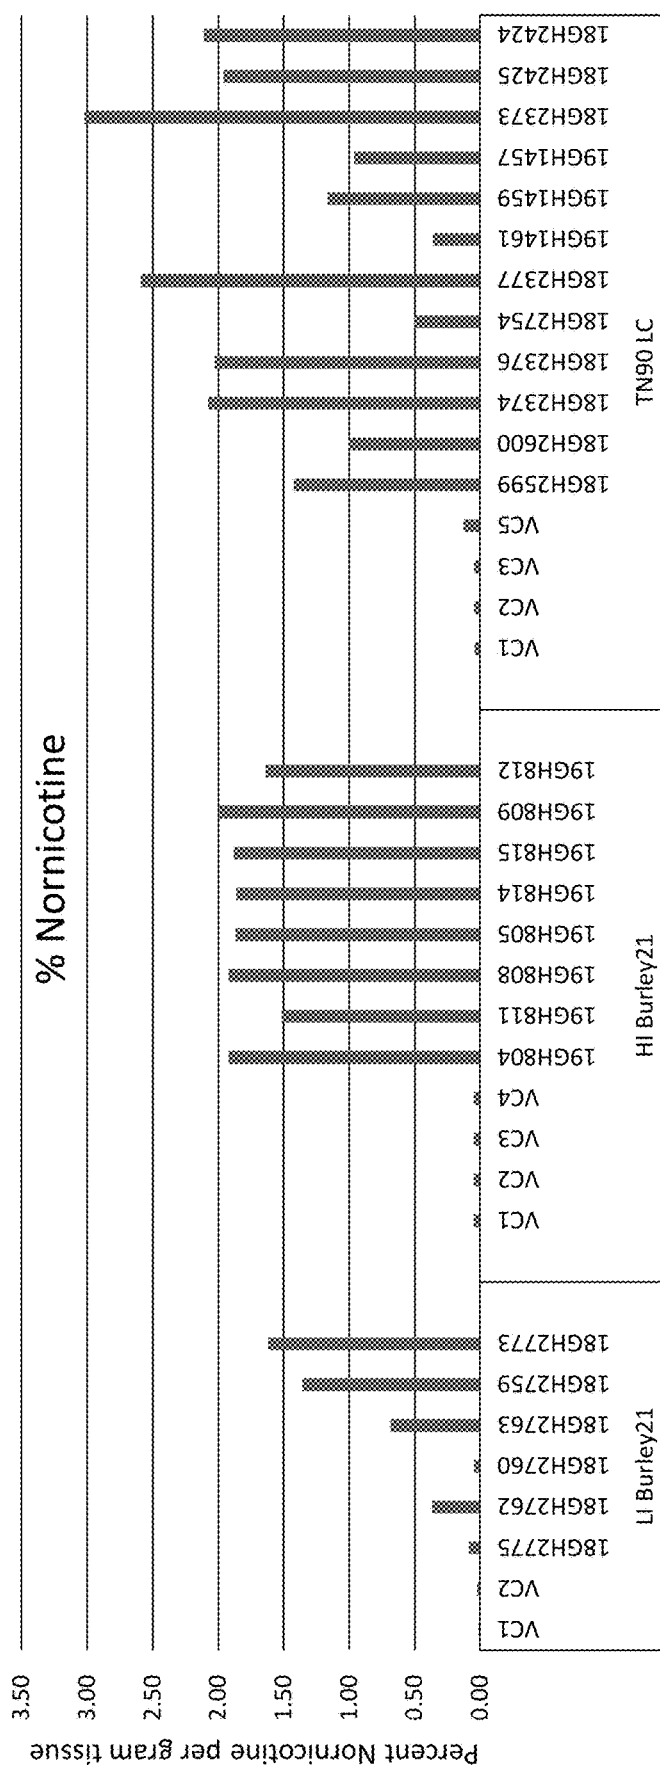 % Nornicotine
Percent Nornicotine per gram tissue
3.50
3.00
2.50
2.00
1.50
1.00
0.50
0.00
VC1
VC2
18GH2775
18GH2762
18GH2760
18GH2763
18GH2759
18GH2773
VC1
VC2
VC3
VC4
19GH804
19GH811
19GH808
19GH805
19GH814
19GH815
19GH809
19GH812
VC1
VC2
VC3
VC5
18GH2599
18GH2600
18GH2374
18GH2376
18GH2754
18GH2377
19GH1461
19GH1459
19GH1457
18GH2373
18GH2425
18GH2424
LI Burley21
HI Burley21
TN90 LC